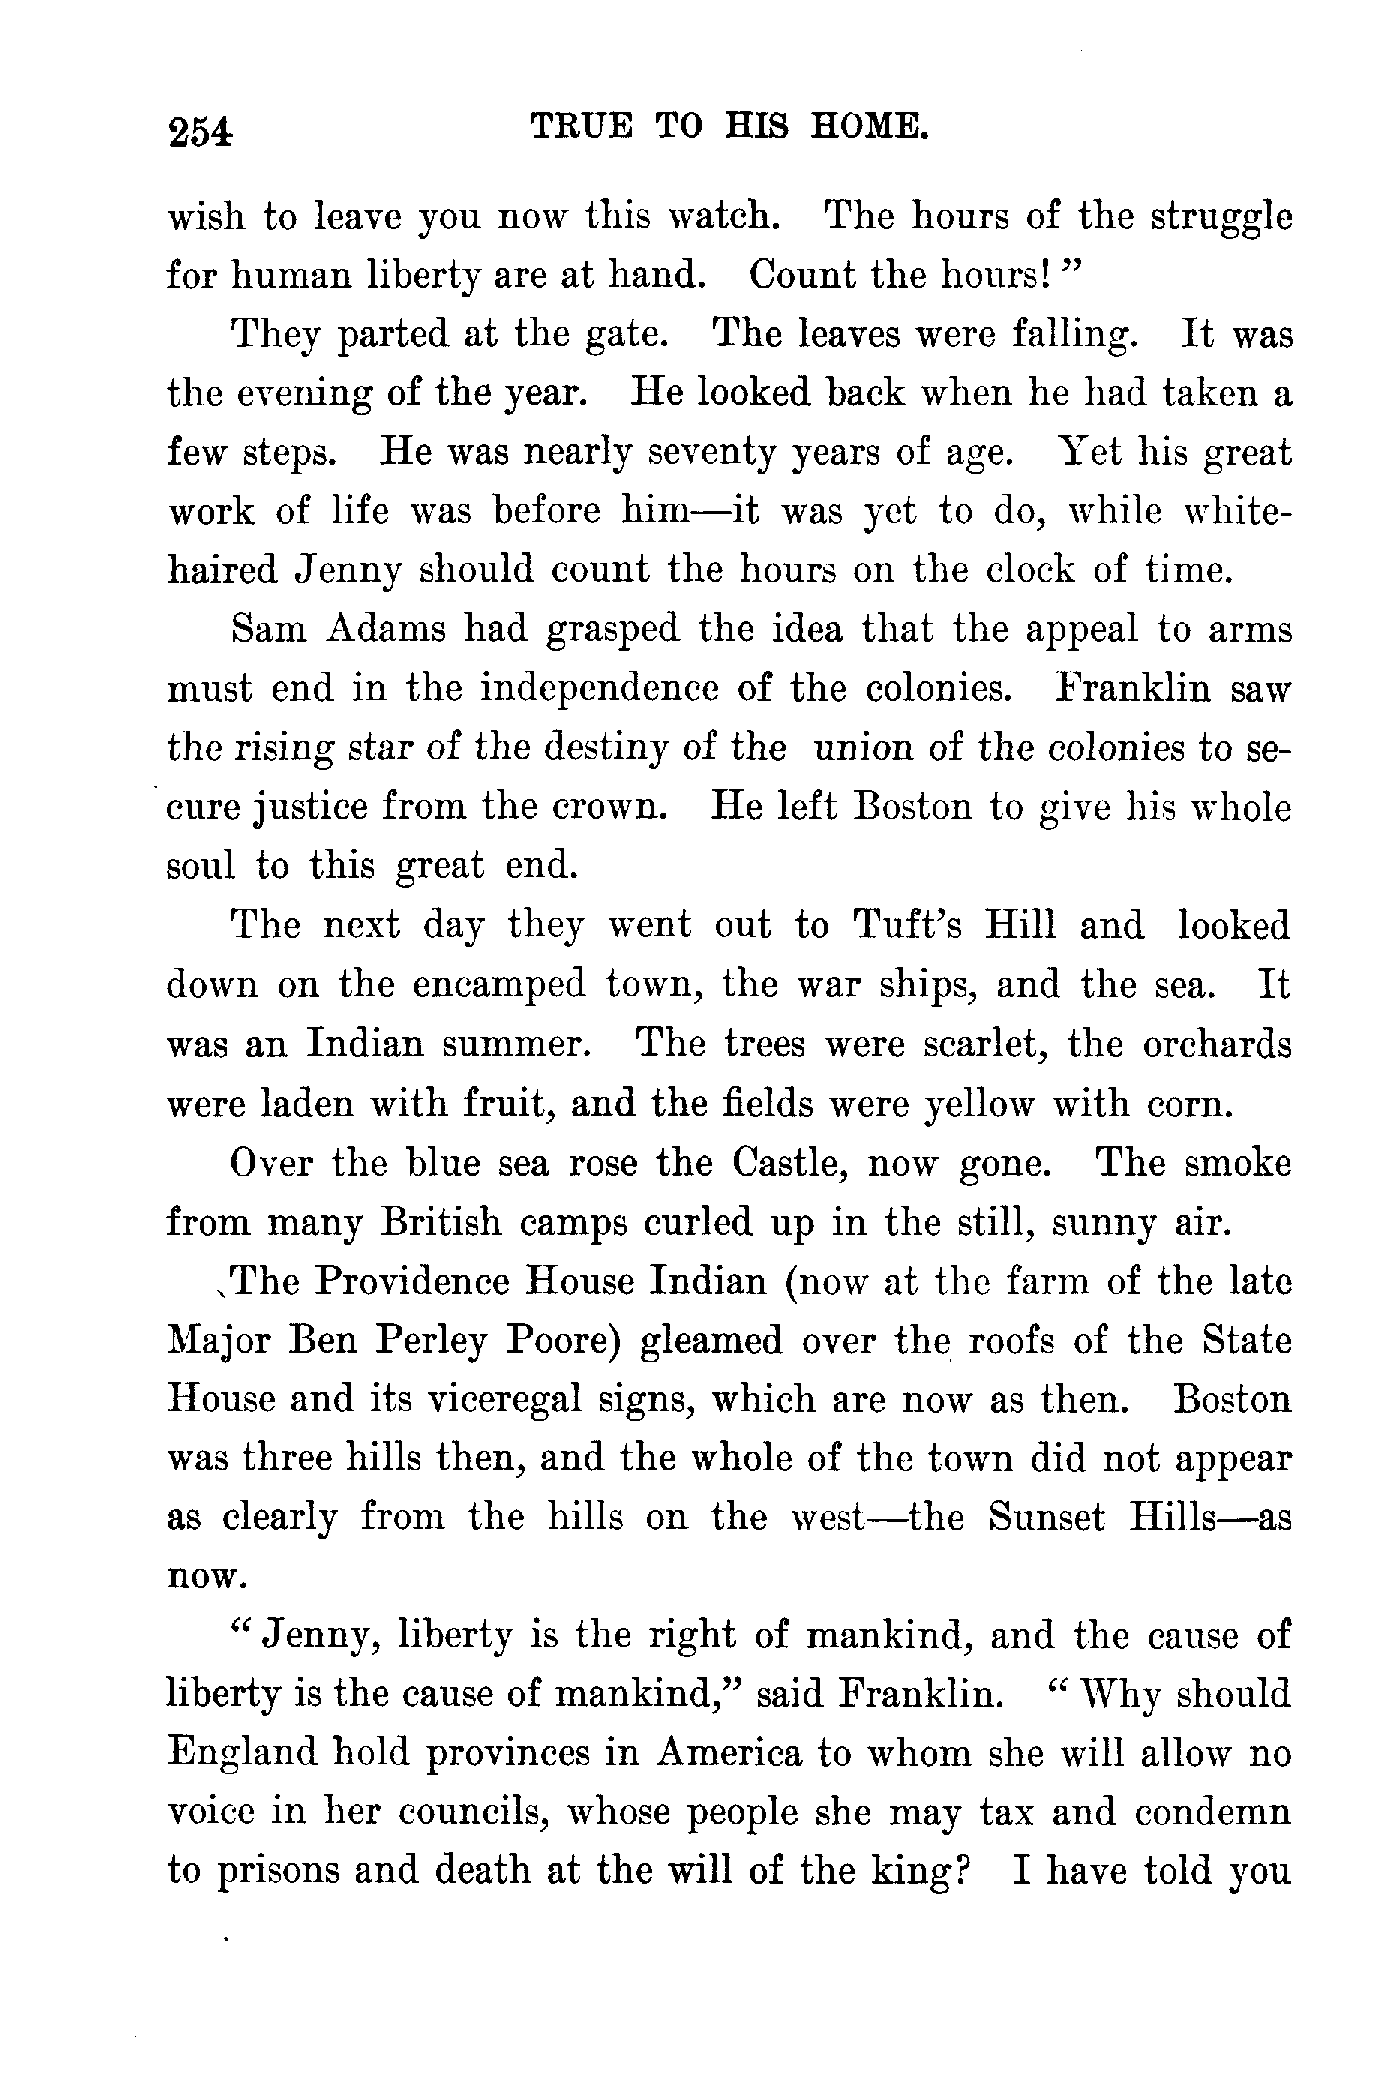 254 TRUE TO HIS HOME.
wish to leave you now this watch. The hours of the struggle
for human liberty are at hand. Count the hours!”
They parted at the gate. The leaves were falling. It was
the evening of the year. He looked back when he had taken a
few steps. He was nearly seventy years of age. Yet his great
work of life was before him—it was yet to do, while white-
haired Jenny should count the hours on the clock of time.
Sam Adams had grasped the idea that the appeal to arms
must end in the independence of the colonies. Franklin saw
the rising star of the destiny of the union of the colonies to se-
cure justice from the crown. He left Boston to give his whole
soul to this great end.
The next day they went out to Tuft’s Hill and looked
down on the encamped town, the war ships, and the sea. It
was an Indian summer. The trees were scarlet, the orchards
were laden with fruit, and the fields were yellow with corn.
Over the blue sea rose the Castle, now gone. The smoke
from many British camps curled up in the still, sunny air.
The Providence House Indian (now at the farm of the late
Major Ben Perley Poore) gleamed over the roofs of the State
House and its viceregal signs, which are now as then. Boston
was three hills then, and the whole of the town did not appear
as clearly from the hills on the west—the Sunset Hills—as
now.
“Jenny, liberty is the right of mankind, and the cause of
liberty is the cause of mankind,” said Franklin. “Why should
England hold provinces in America to whom she will allow no
voice in her councils, whose people she may tax and condemn
to prisons and death at the will of the king? I have told you